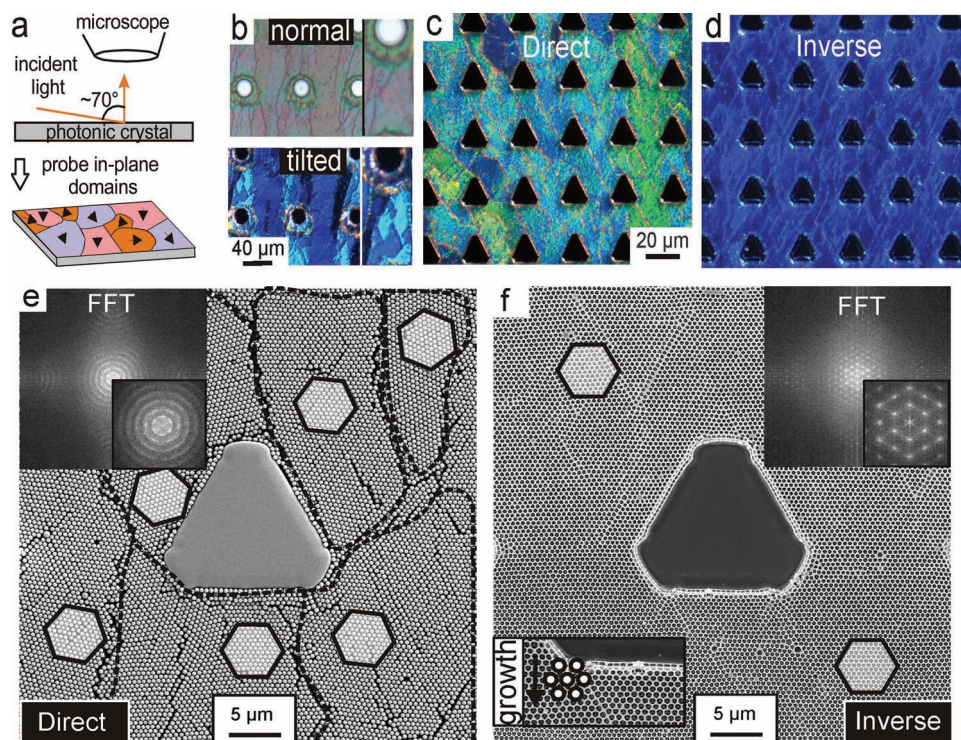 a
microscope
incident
light
~70°
photonic crystal
probe in-plane
domains
b
normal
tilted
40 µm
c
Direct
20 µm
d
Inverse
e
FFT
Direct
5 µm
f
FFT
growth
5 µm
Inverse